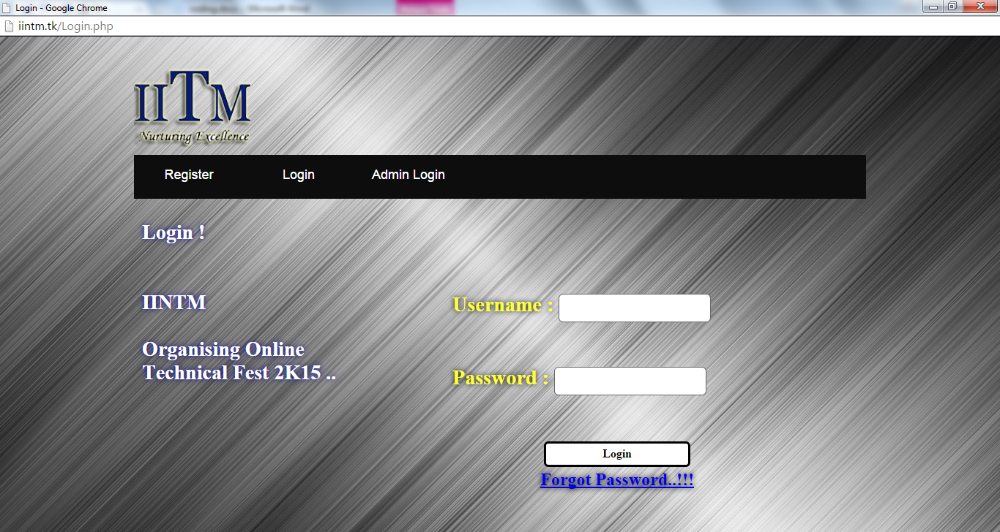 Login - Google Chrome
iintm.tk/Login.php
IITM
Nurturing Excellence
Register Login Admin Login
Login !
IINTM
Organising Online
Technical Fest 2K15 ..
Username :
Password :
Login
Forgot Password..!!!